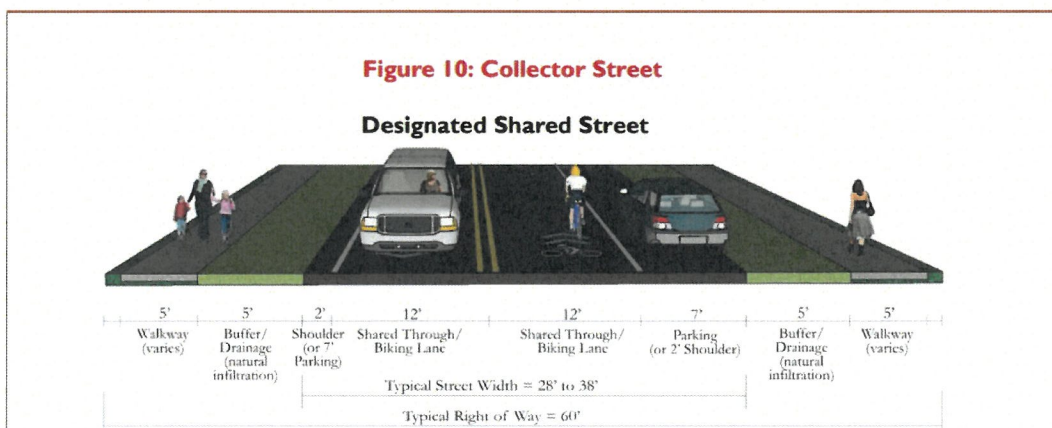 Figure 10: Collector Street
Designated Shared Street
5' 5' 2' 12' 12' 7' 5' 5'
Walkway Buffer/ Shoulder Shared Through/ Shared Through/ Parking Buffer/ Walkway
(varies) Drainage (or 7' Biking Lane Biking Lane (or 2' Shoulder) Drainage (varies)
(natural Parking) (natural
infiltration) infiltration)
Typical Street Width = 28' to 38'
Typical Right of Way = 60'